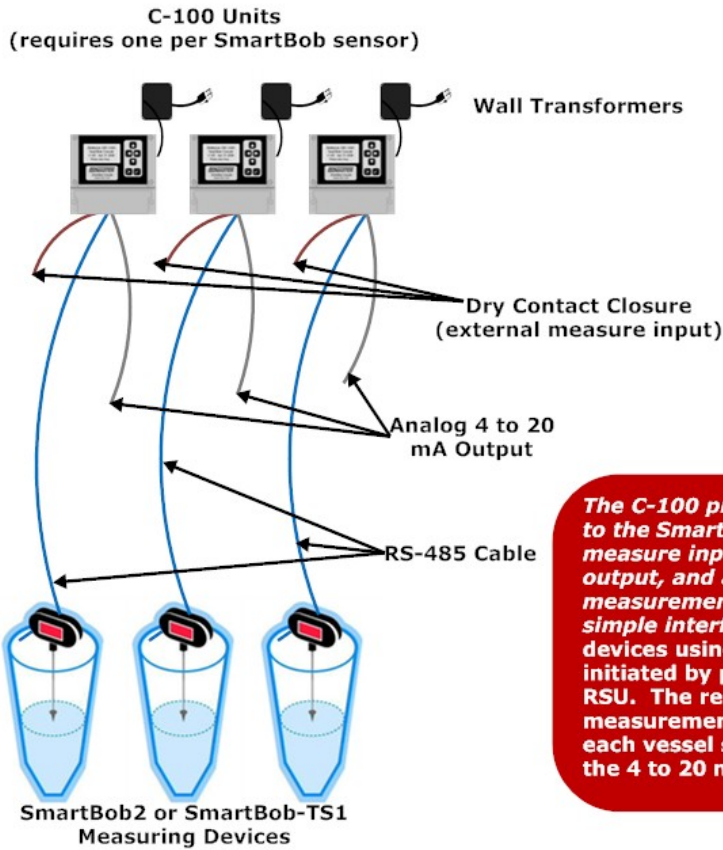 C-100 Units
(requires one per SmartBob sensor)
Wall Transformers
Dry Contact Closure
(external measure input)
Analog 4 to 20
mA Output
RS-485 Cable
The C-100 p
to the Smart
measure inp
output, and
measuremen
simple interf
devices using
initiated by p
RSU. The re
measuremen
each vessel s
the 4 to 20 m
SmartBob2 or SmartBob-TS1
Measuring Devices